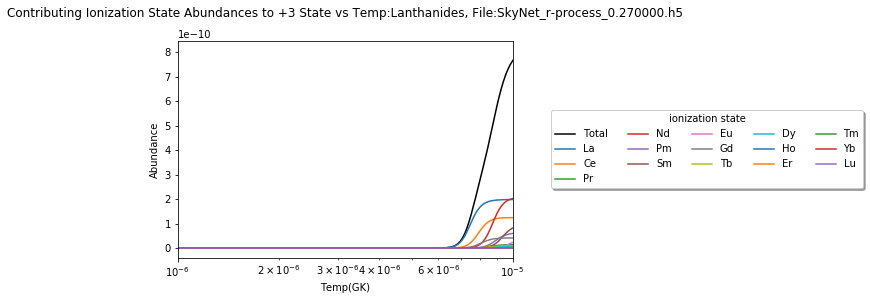 Contributing Ionization State Abundances to +3 State vs Temp:Lanthanides, File:SkyNet_r-process_0.270000.h5
1e−10
8
7
6
5
4
3
2
1
0
Abundance
10⁻⁶
2 × 10⁻⁶
3 × 10⁻⁶
4 × 10⁻⁶
6 × 10⁻⁶
10⁻⁵
Temp(GK)
ionization state
Total Nd Eu Dy Tm
La Pm Gd Ho Yb
Ce Sm Tb Er Lu
Pr